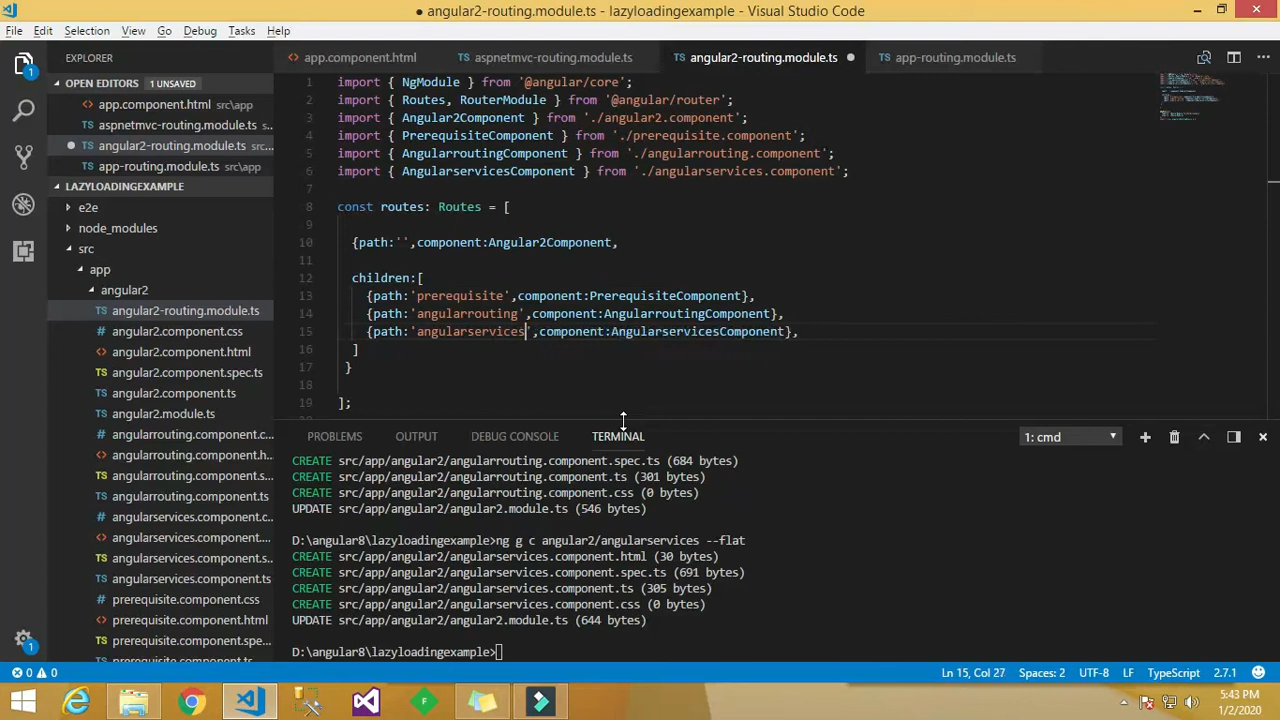 ● angular2-routing.module.ts - lazyloadingexample - Visual Studio Code
File Edit Selection View Go Debug Tasks Help
EXPLORER
OPEN EDITORS 1 UNSAVED
app.component.html src\app
TS aspnetmvc-routing.module.ts s...
● angular2-routing.module.ts src...
TS app-routing.module.ts src\app
LAZYLOADINGEXAMPLE
e2e
node_modules
src
app
angular2
TS angular2-routing.module.ts
# angular2.component.css
<> angular2.component.html
TS angular2.component.spec.ts
TS angular2.component.ts
TS angular2.module.ts
# angularrouting.component.c...
<> angularrouting.component.h...
TS angularrouting.component.s...
TS angularrouting.component.ts
# angularservices.component.c...
<> angularservices.component....
TS angularservices.component.s...
TS angularservices.component.ts
# prerequisite.component.css
<> prerequisite.component.html
TS prerequisite.component.spe...
TS prerequisite.component.ts
<> app.component.html TS aspnetmvc-routing.module.ts TS angular2-routing.module.ts ● TS app-routing.module.ts
1 import { NgModule } from '@angular/core';
2 import { Routes, RouterModule } from '@angular/router';
3 import { Angular2Component } from './angular2.component';
4 import { PrerequisiteComponent } from './prerequisite.component';
5 import { AngularroutingComponent } from './angularrouting.component';
6 import { AngularservicesComponent } from './angularservices.component';
7
8 const routes: Routes = [
9
10 {path:'',component:Angular2Component,
11
12 children:[
13 {path:'prerequisite',component:PrerequisiteComponent},
14 {path:'angularrouting',component:AngularroutingComponent},
15 {path:'angularservices',component:AngularservicesComponent},
16 ]
17 }
18
19 ];
PROBLEMS OUTPUT DEBUG CONSOLE TERMINAL 1: cmd
CREATE src/app/angular2/angularrouting.component.spec.ts (684 bytes)
CREATE src/app/angular2/angularrouting.component.ts (301 bytes)
CREATE src/app/angular2/angularrouting.component.css (0 bytes)
UPDATE src/app/angular2/angular2.module.ts (546 bytes)
D:\angular8\lazyloadingexample>ng g c angular2/angularservices --flat
CREATE src/app/angular2/angularservices.component.html (30 bytes)
CREATE src/app/angular2/angularservices.component.spec.ts (691 bytes)
CREATE src/app/angular2/angularservices.component.ts (305 bytes)
CREATE src/app/angular2/angularservices.component.css (0 bytes)
UPDATE src/app/angular2/angular2.module.ts (644 bytes)
D:\angular8\lazyloadingexample>
0 0 Ln 15, Col 27 Spaces: 2 UTF-8 LF TypeScript 2.7.1
5:43 PM
1/2/2020